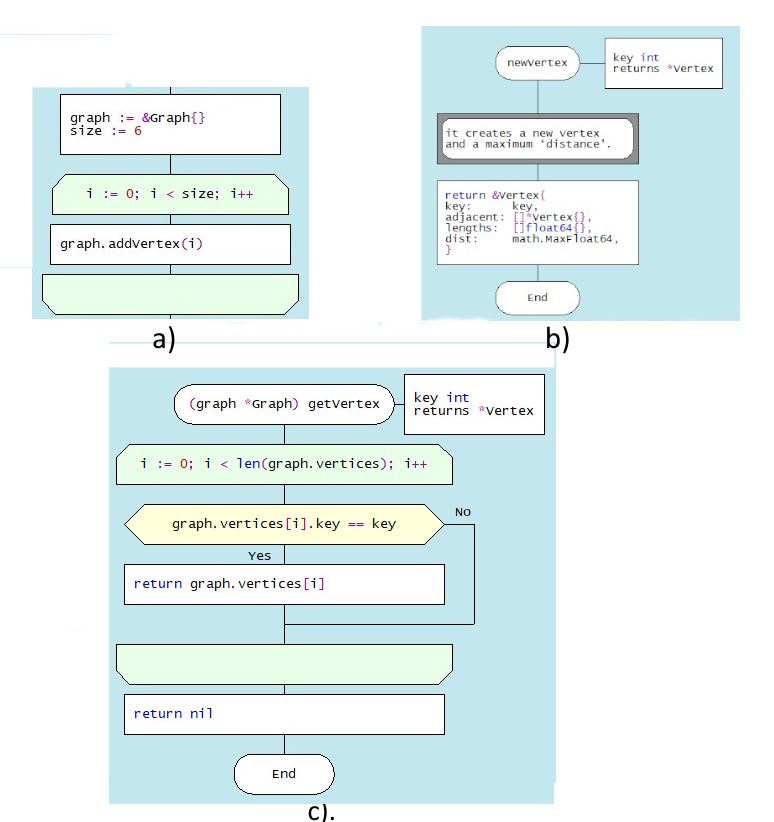 graph := &Graph{}
size := 6
i := 0; i < size; i++
graph.addVertex(i)
a)
newVertex
key int
returns *Vertex
it creates a new vertex
and a maximum ‘distance’.
return &Vertex{
key: key,
adjacent: []*Vertex{},
lengths: []float64{},
dist: math.MaxFloat64,
}
End
b)
(graph *Graph) getVertex
key int
returns *Vertex
i := 0; i < len(graph.vertices); i++
graph.vertices[i].key == key
No
Yes
return graph.vertices[i]
return nil
End
c).